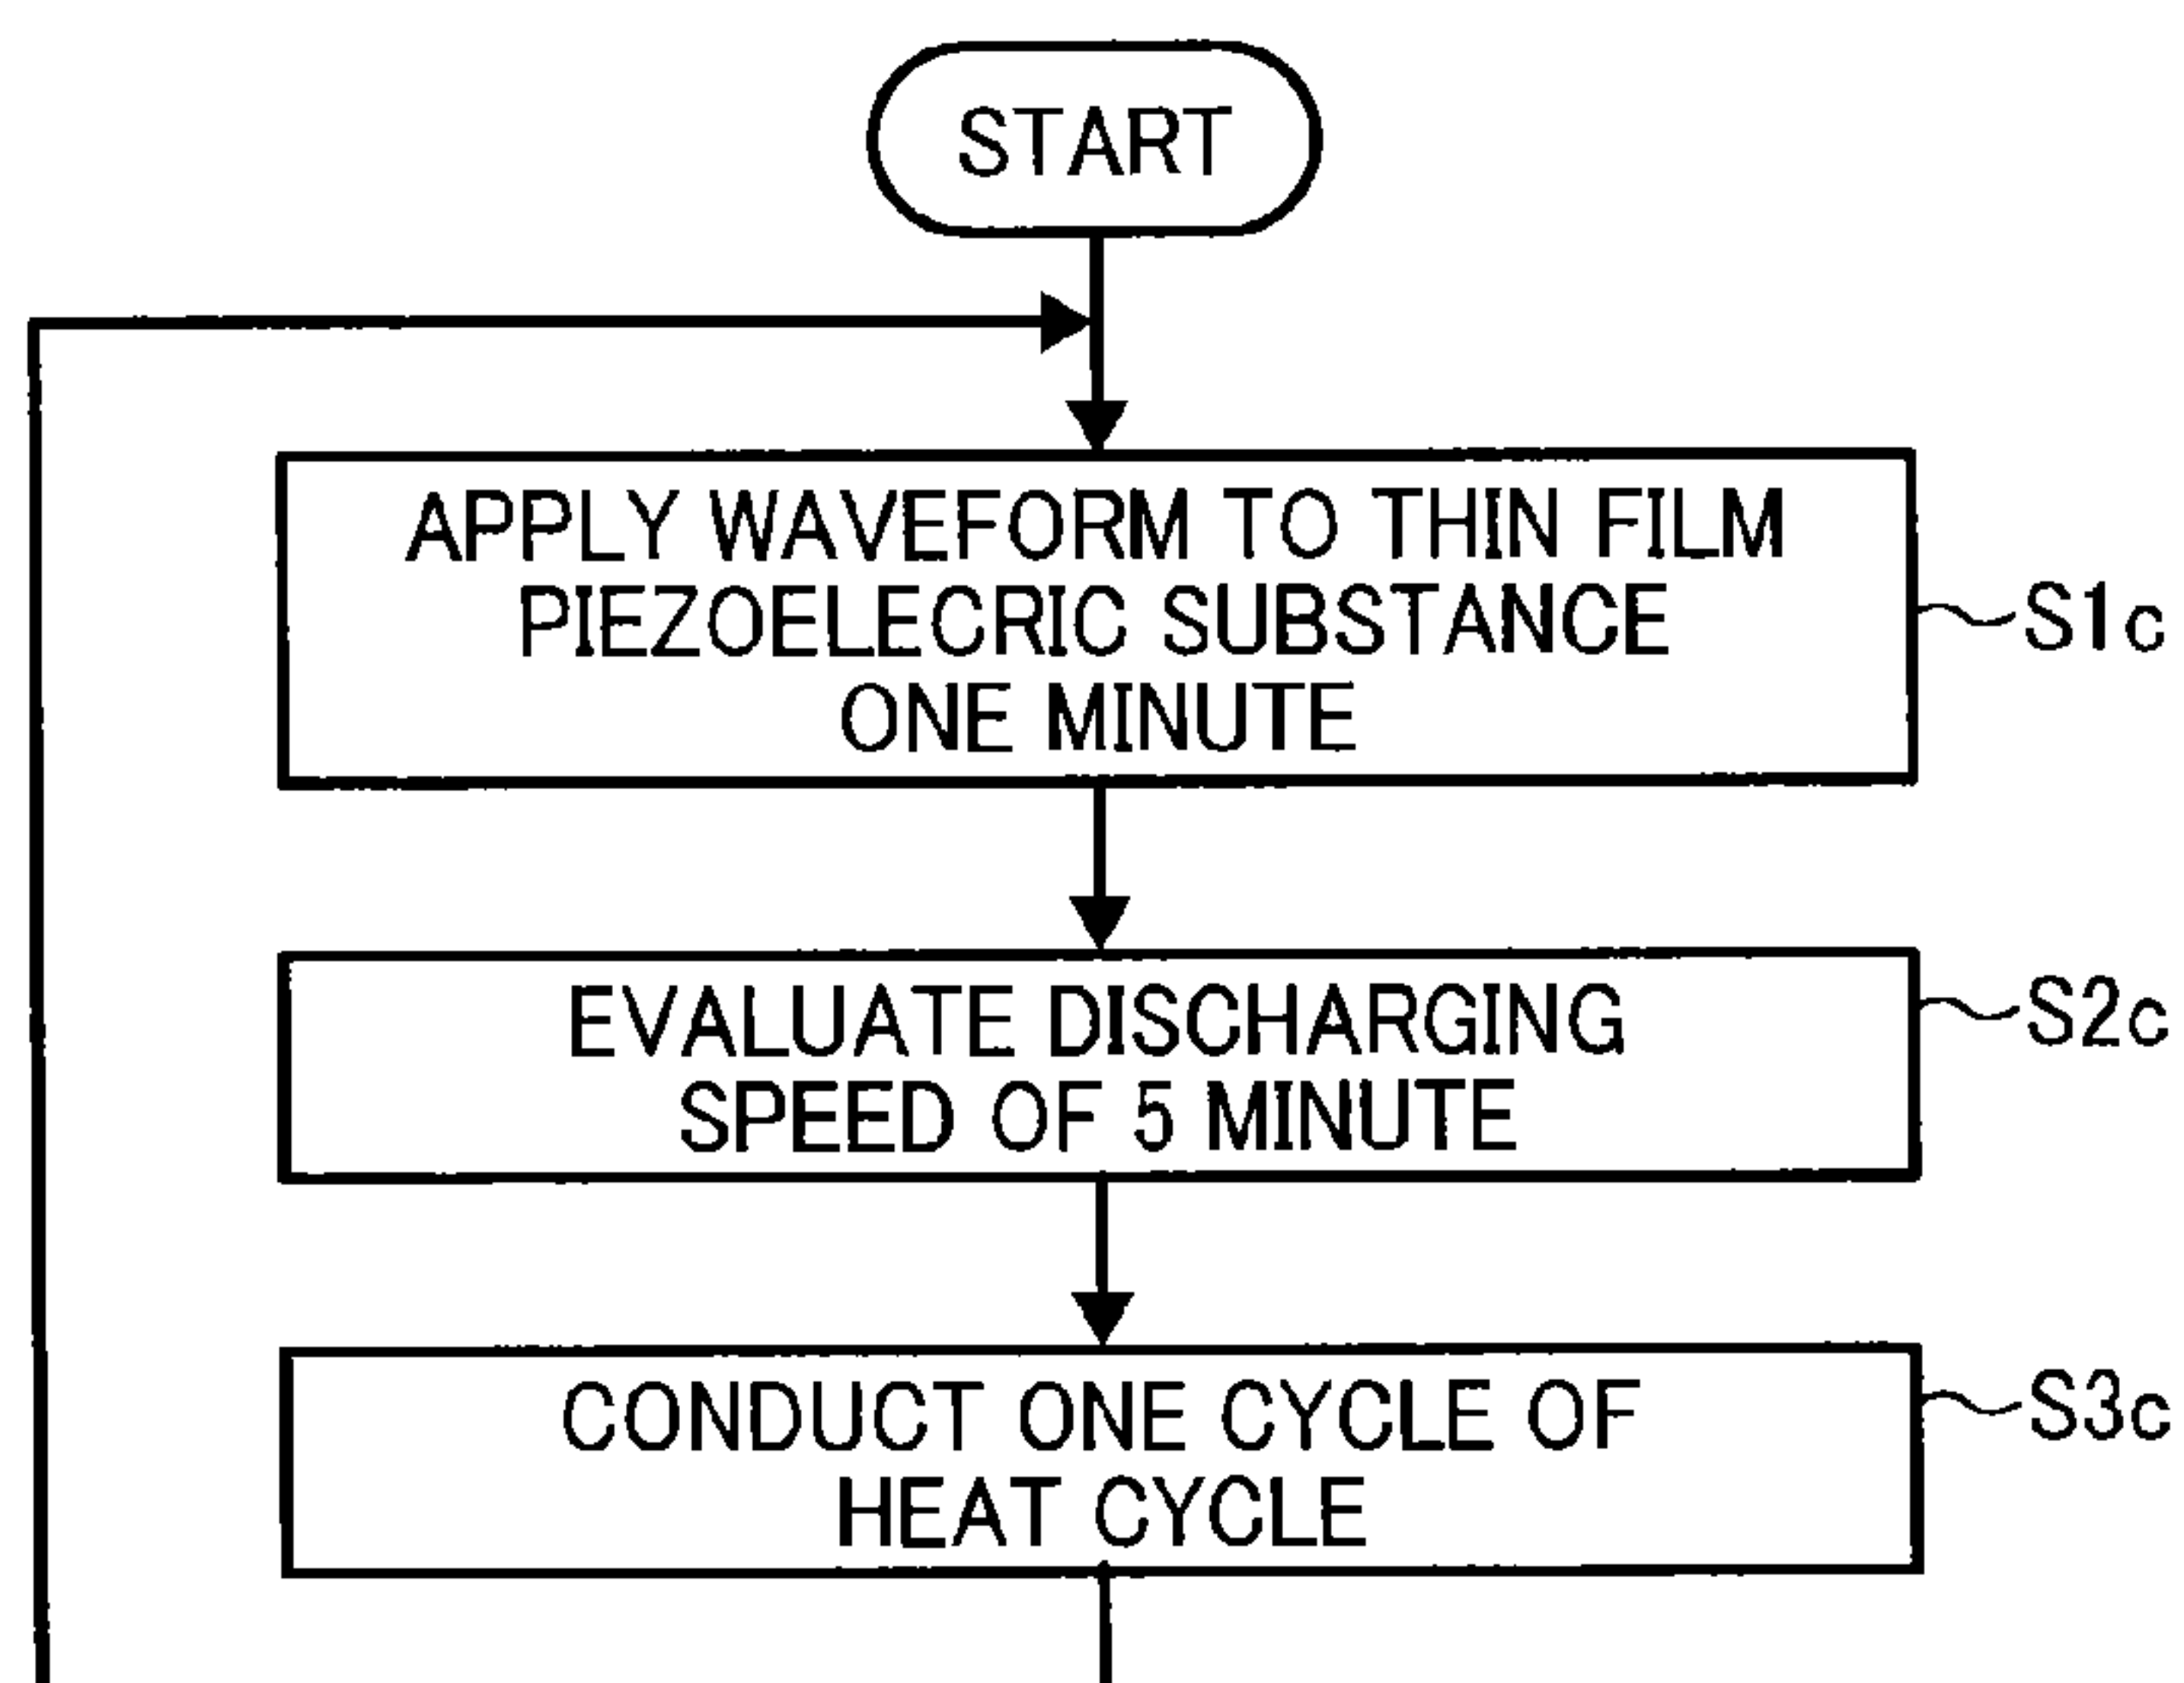 START
APPLY WAVEFORM TO THIN FILM
PIEZOELECRIC SUBSTANCE
ONE MINUTE
S1c
EVALUATE DISCHARGING
SPEED OF 5 MINUTE
S2c
CONDUCT ONE CYCLE OF
HEAT CYCLE
S3c